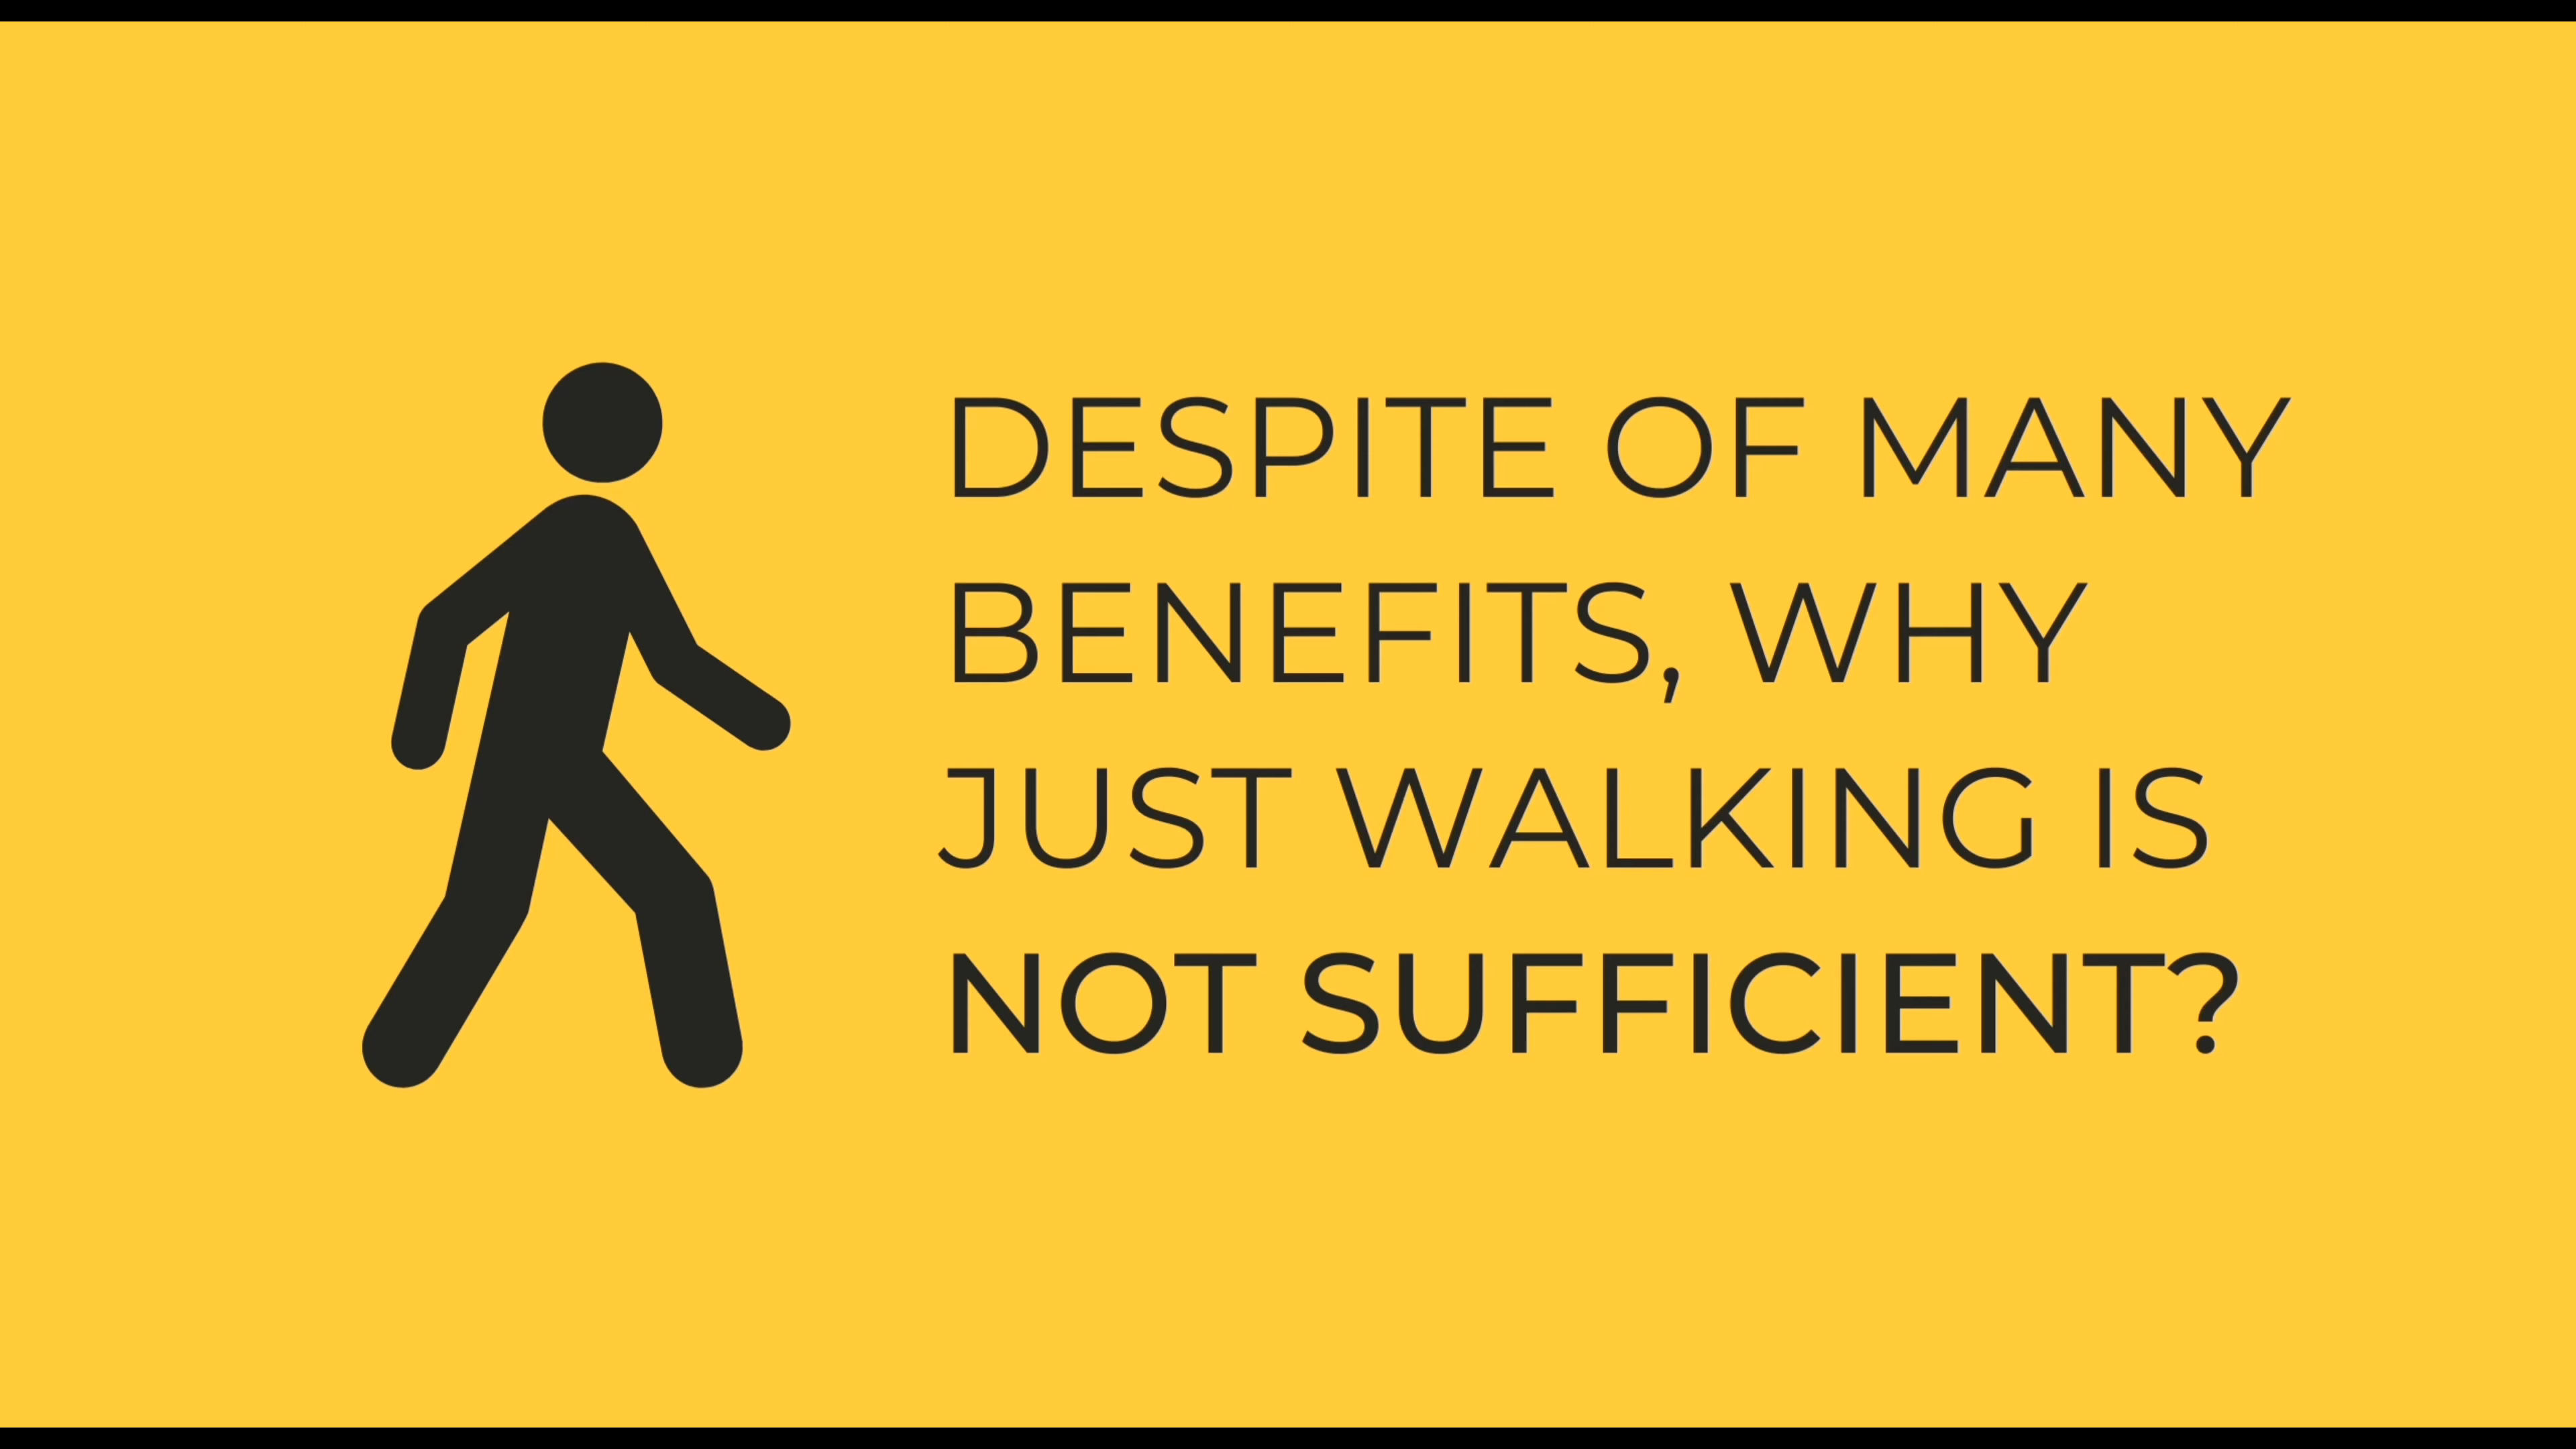 DESPITE OF MANY
BENEFITS, WHY
JUST WALKING IS
NOT SUFFICIENT?